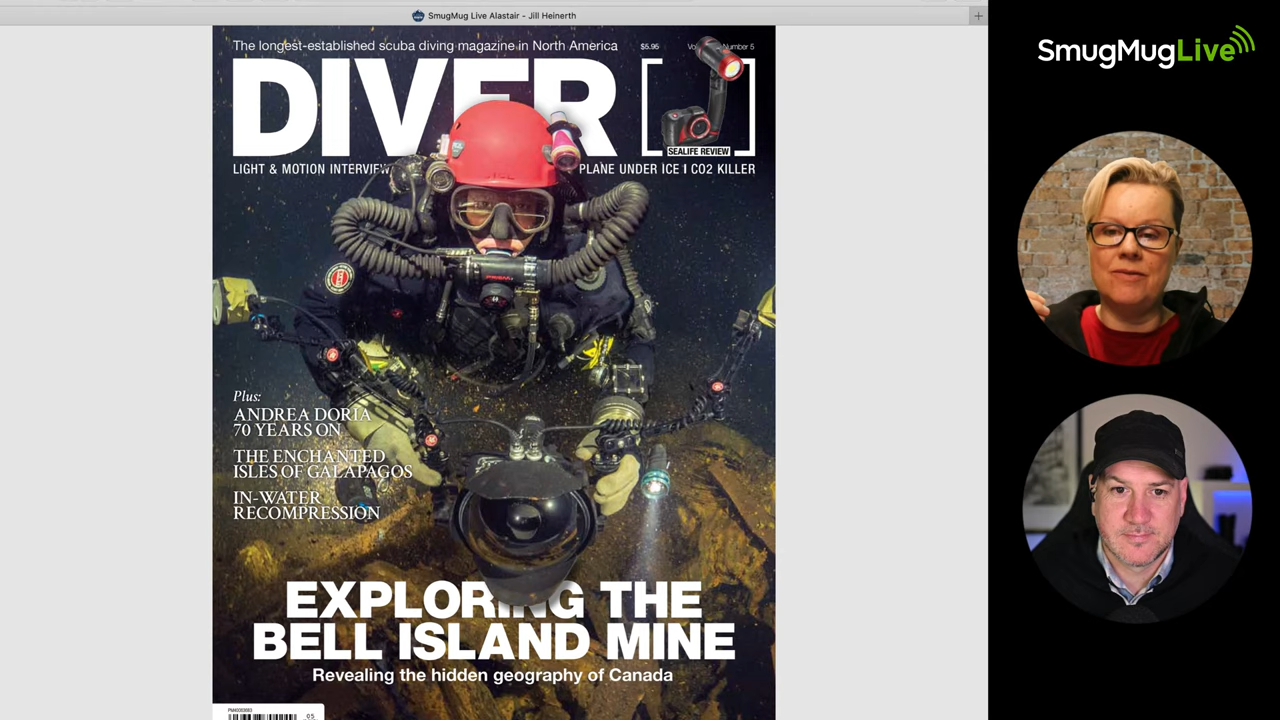 SmugMug Live Alastair - Jill Heinerth
SmugMugLive
The longest-established scuba diving magazine in North America
$5.95
Number 5
DIVER
SEALIFE REVIEW
LIGHT & MOTION INTERVIEW
PLANE UNDER ICE I CO2 KILLER
Plus:
ANDREA DORIA
70 YEARS ON
THE ENCHANTED
ISLES OF GALAPAGOS
IN-WATER
RECOMPRESSION
EXPLORING THE
BELL ISLAND MINE
Revealing the hidden geography of Canada
05